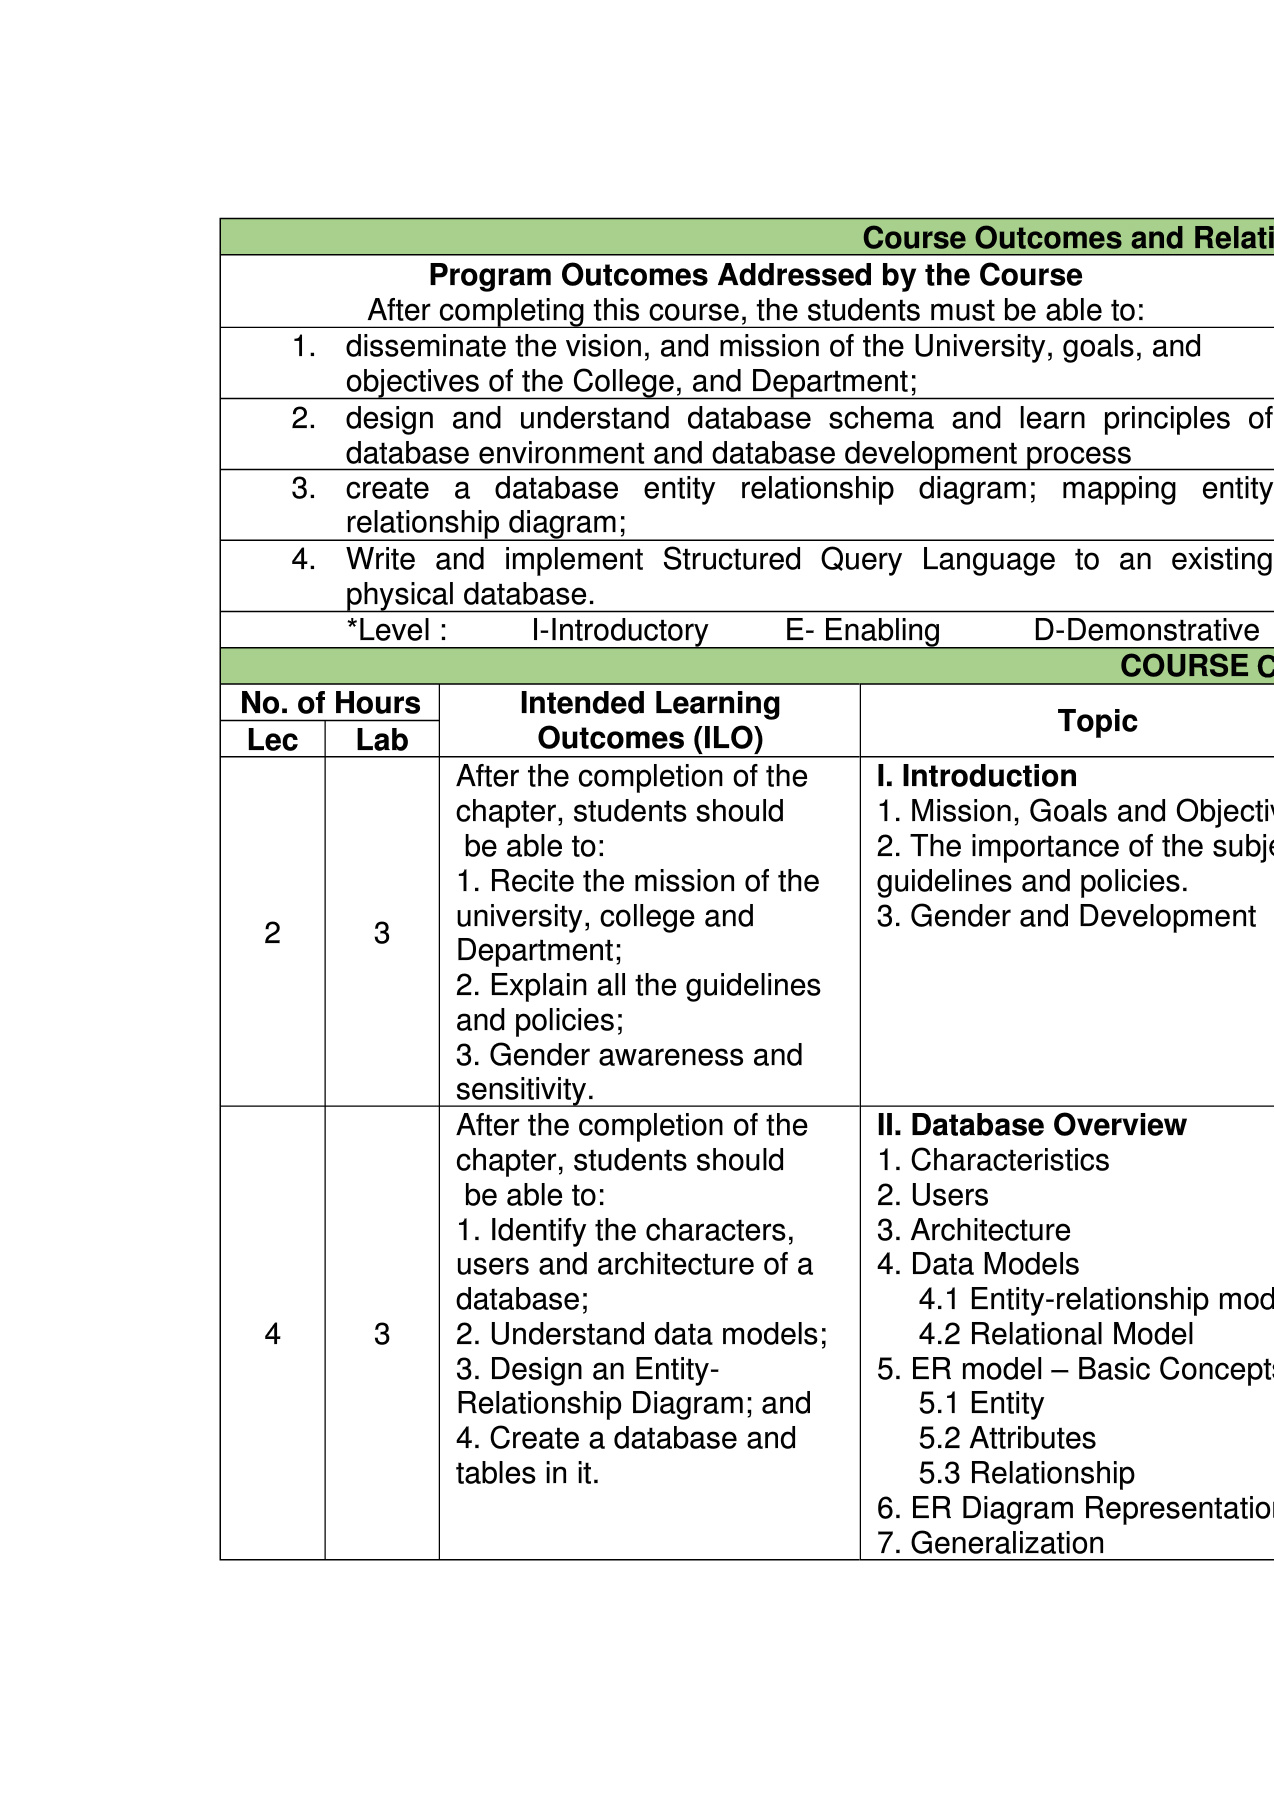 Course Outcomes and Relati
Program Outcomes Addressed by the Course
After completing this course, the students must be able to:
1. disseminate the vision, and mission of the University, goals, and
objectives of the College, and Department;
2. design and understand database schema and learn principles of
database environment and database development process
3. create a database entity relationship diagram; mapping entity
relationship diagram;
4. Write and implement Structured Query Language to an existing
physical database.
*Level : I-Introductory E- Enabling D-Demonstrative
COURSE C
No. of Hours
Lec Lab
Intended Learning
Outcomes (ILO)
Topic
2
3
After the completion of the
chapter, students should
be able to:
1. Recite the mission of the
university, college and
Department;
2. Explain all the guidelines
and policies;
3. Gender awareness and
sensitivity.
I. Introduction
1. Mission, Goals and Objectiv
2. The importance of the subje
guidelines and policies.
3. Gender and Development
4
3
After the completion of the
chapter, students should
be able to:
1. Identify the characters,
users and architecture of a
database;
2. Understand data models;
3. Design an Entity-
Relationship Diagram; and
4. Create a database and
tables in it.
II. Database Overview
1. Characteristics
2. Users
3. Architecture
4. Data Models
4.1 Entity-relationship mod
4.2 Relational Model
5. ER model – Basic Concepts
5.1 Entity
5.2 Attributes
5.3 Relationship
6. ER Diagram Representation
7. Generalization